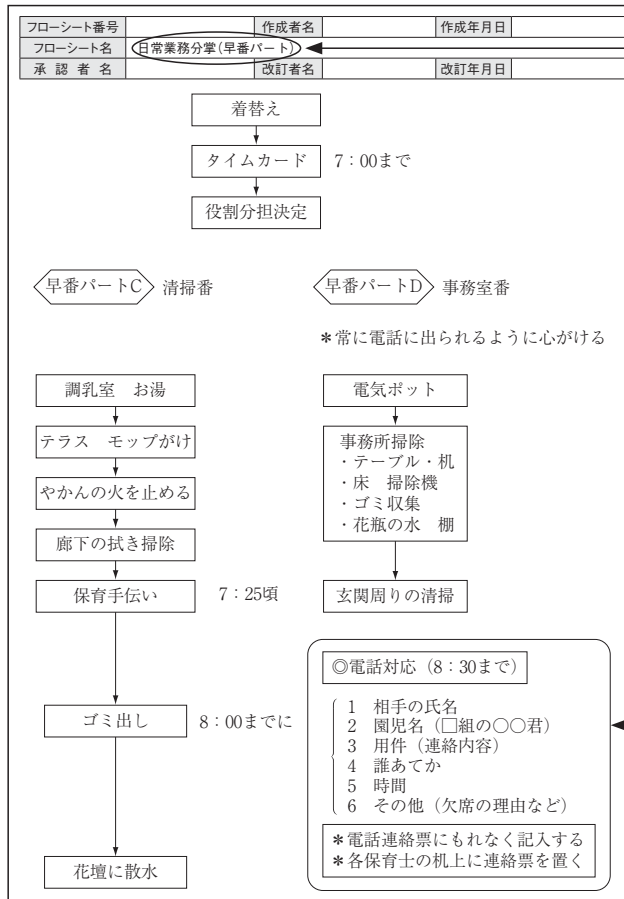 フローシート番号 作成者名 作成年月日
フローシート名 日常業務分掌(早番パート)
承認者名 改訂者名 改訂年月日
着替え
タイムカード 7：00まで
役割分担決定
早番パートC 清掃番
早番パートD 事務室番
＊常に電話に出られるように心がける
調乳室　お湯
テラス　モップがけ
やかんの火を止める
廊下の拭き掃除
保育手伝い 7：25頃
ゴミ出し 8：00までに
花壇に散水
電気ポット
事務所掃除
・テーブル・机
・床　掃除機
・ゴミ収集
・花瓶の水　棚
玄関周りの清掃
◎電話対応（8：30まで）
1　相手の氏名
2　園児名（□組の○○君）
3　用件（連絡内容）
4　誰あてか
5　時間
6　その他（欠席の理由など）
＊電話連絡票にもれなく記入する
＊各保育士の机上に連絡票を置く